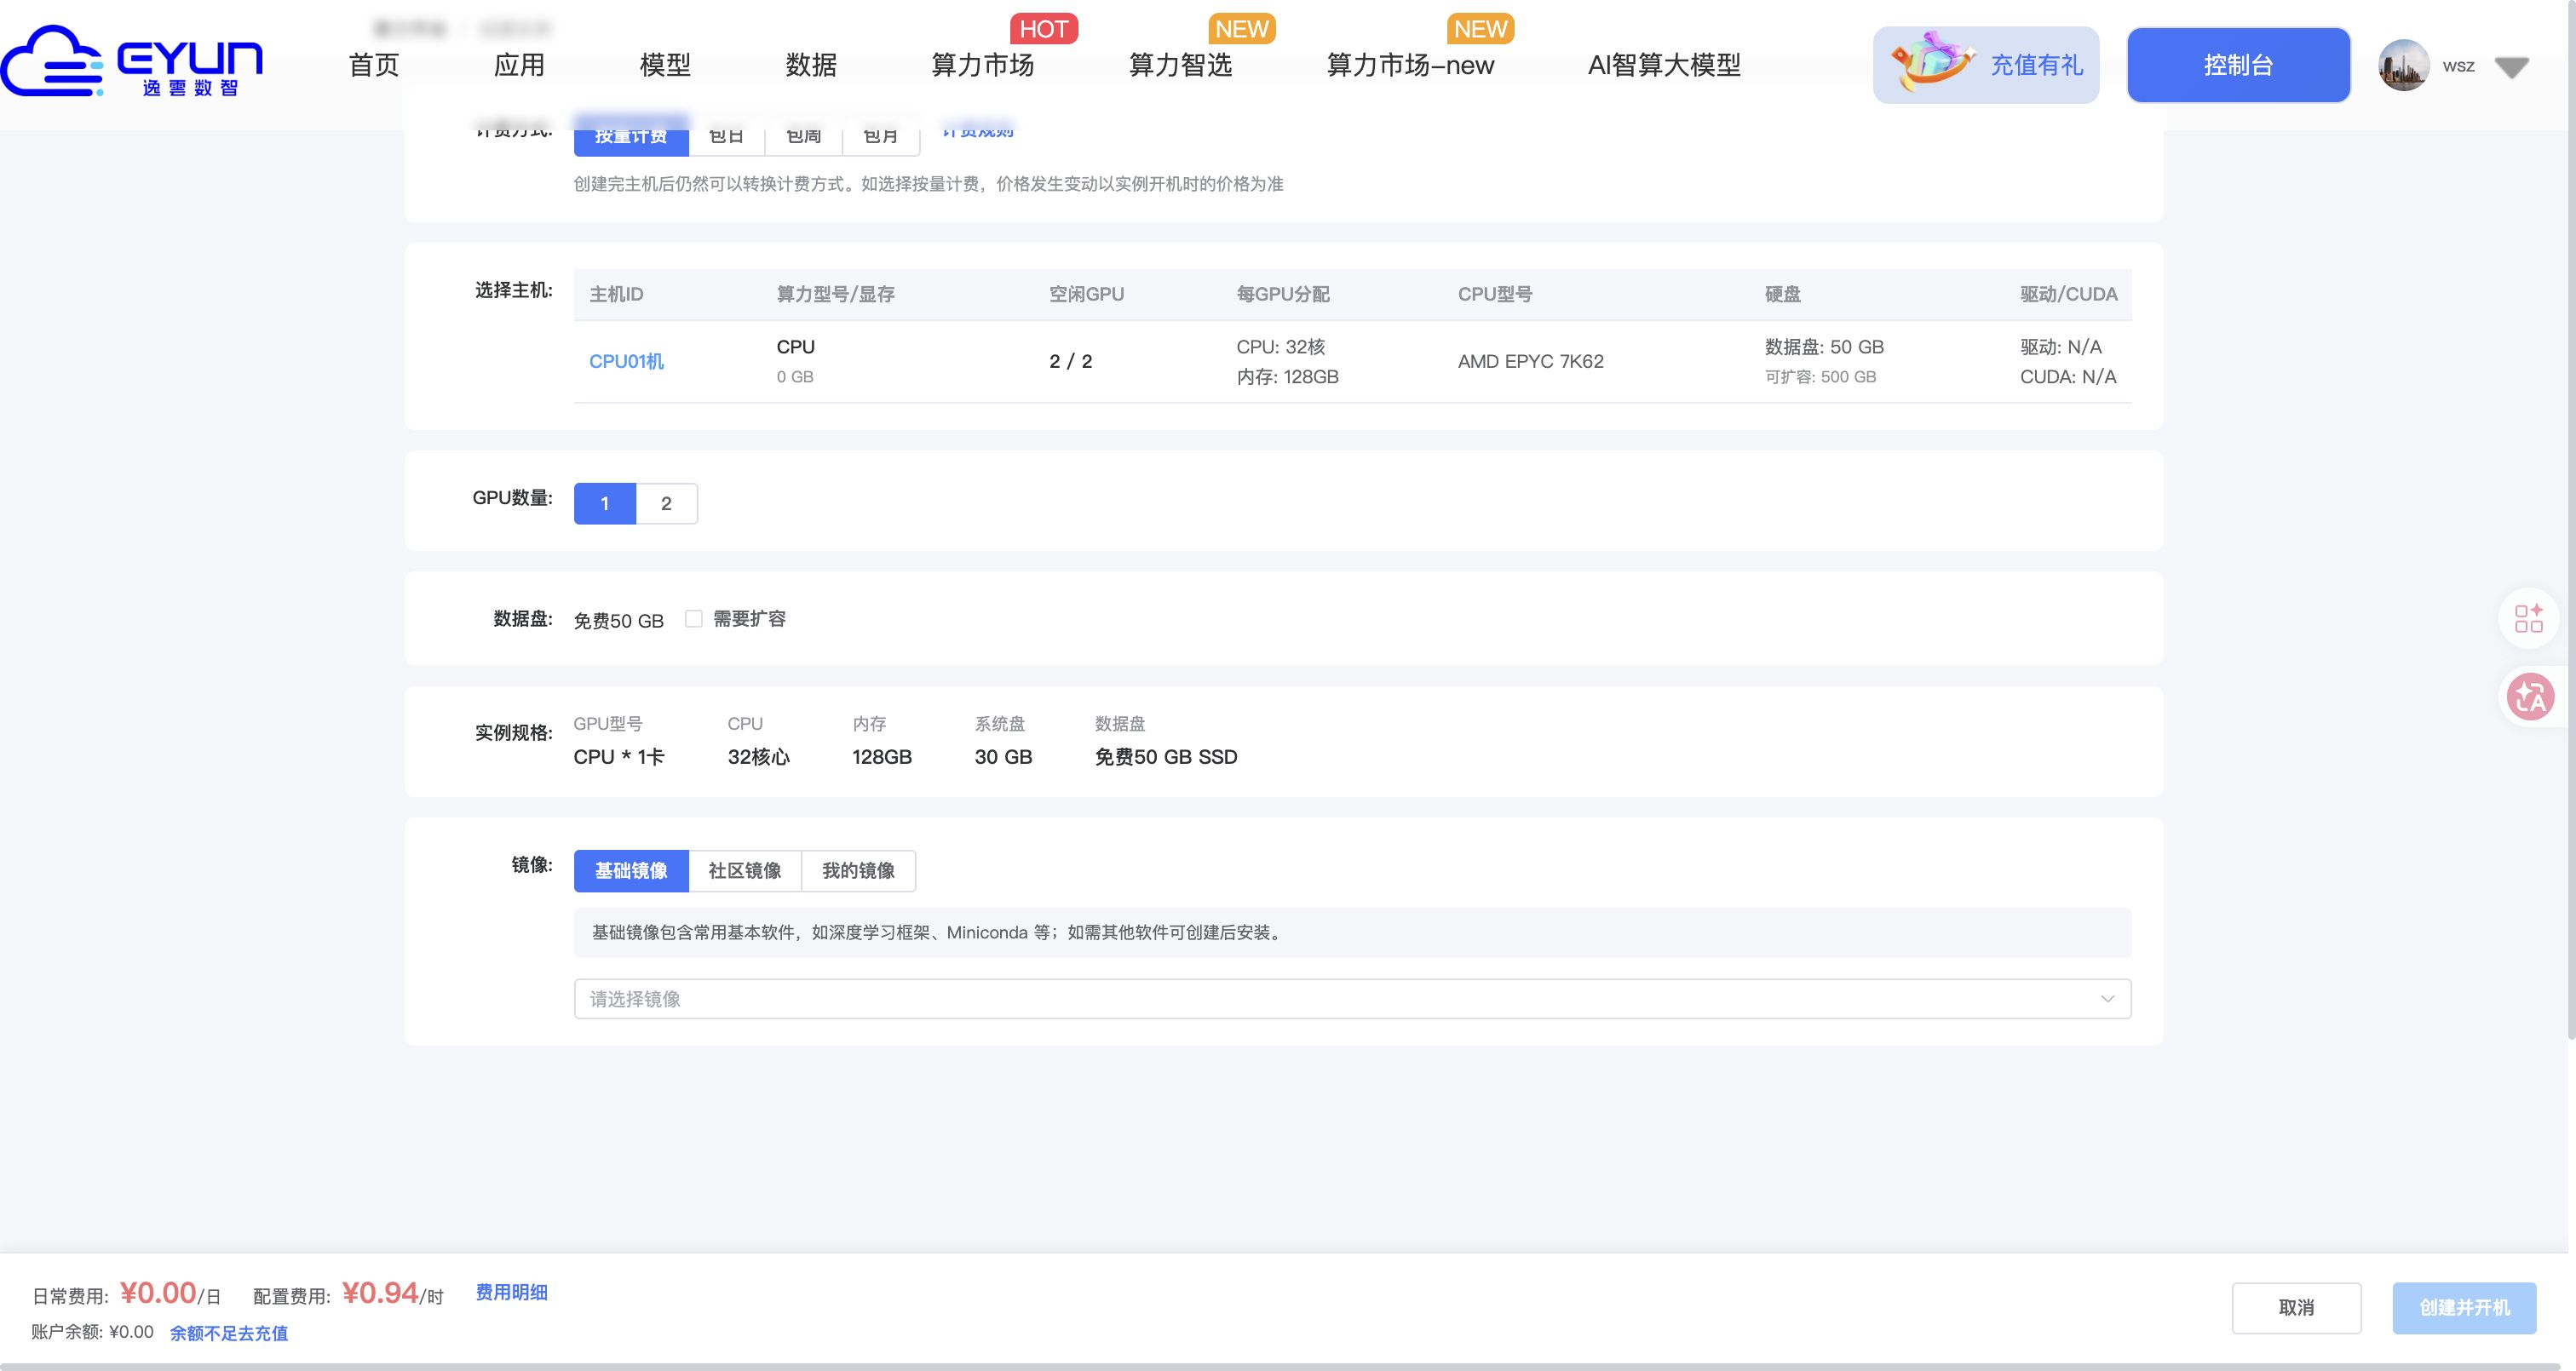 EYUN
逸雲数智
首页
应用
模型
数据
算力市场
HOT
算力智选
NEW
算力市场-new
NEW
AI智算大模型
充值有礼
控制台
wsz
计费方式:
按量计费
包日
包周
包月
计费规则
创建完主机后仍然可以转换计费方式。如选择按量计费，价格发生变动以实例开机时的价格为准
选择主机:
主机ID 算力型号/显存 空闲GPU 每GPU分配 CPU型号 硬盘 驱动/CUDA
CPU01机
CPU
0 GB
2 / 2
CPU: 32核
内存: 128GB
AMD EPYC 7K62
数据盘: 50 GB
可扩容: 500 GB
驱动: N/A
CUDA: N/A
GPU数量:
1
2
数据盘:
免费50 GB
需要扩容
实例规格:
GPU型号 CPU 内存 系统盘 数据盘
CPU * 1卡 32核心 128GB 30 GB 免费50 GB SSD
镜像:
基础镜像
社区镜像
我的镜像
基础镜像包含常用基本软件，如深度学习框架、Miniconda 等；如需其他软件可创建后安装。
请选择镜像
日常费用: ¥0.00/日 配置费用: ¥0.94/时 费用明细
账户余额: ¥0.00 余额不足去充值
取消
创建并开机